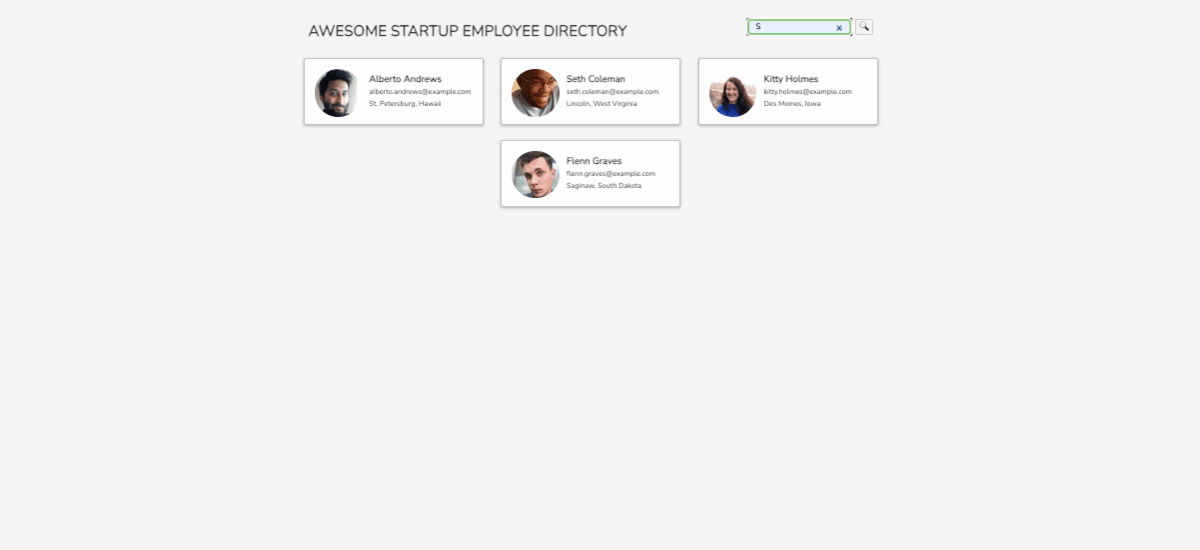 AWESOME STARTUP EMPLOYEE DIRECTORY
S
Alberto Andrews
alberto.andrews@example.com
St. Petersburg, Hawaii
Seth Coleman
seth.coleman@example.com
Lincoln, West Virginia
Kitty Holmes
kitty.holmes@example.com
Des Moines, Iowa
Flenn Graves
flenn.graves@example.com
Saginaw, South Dakota